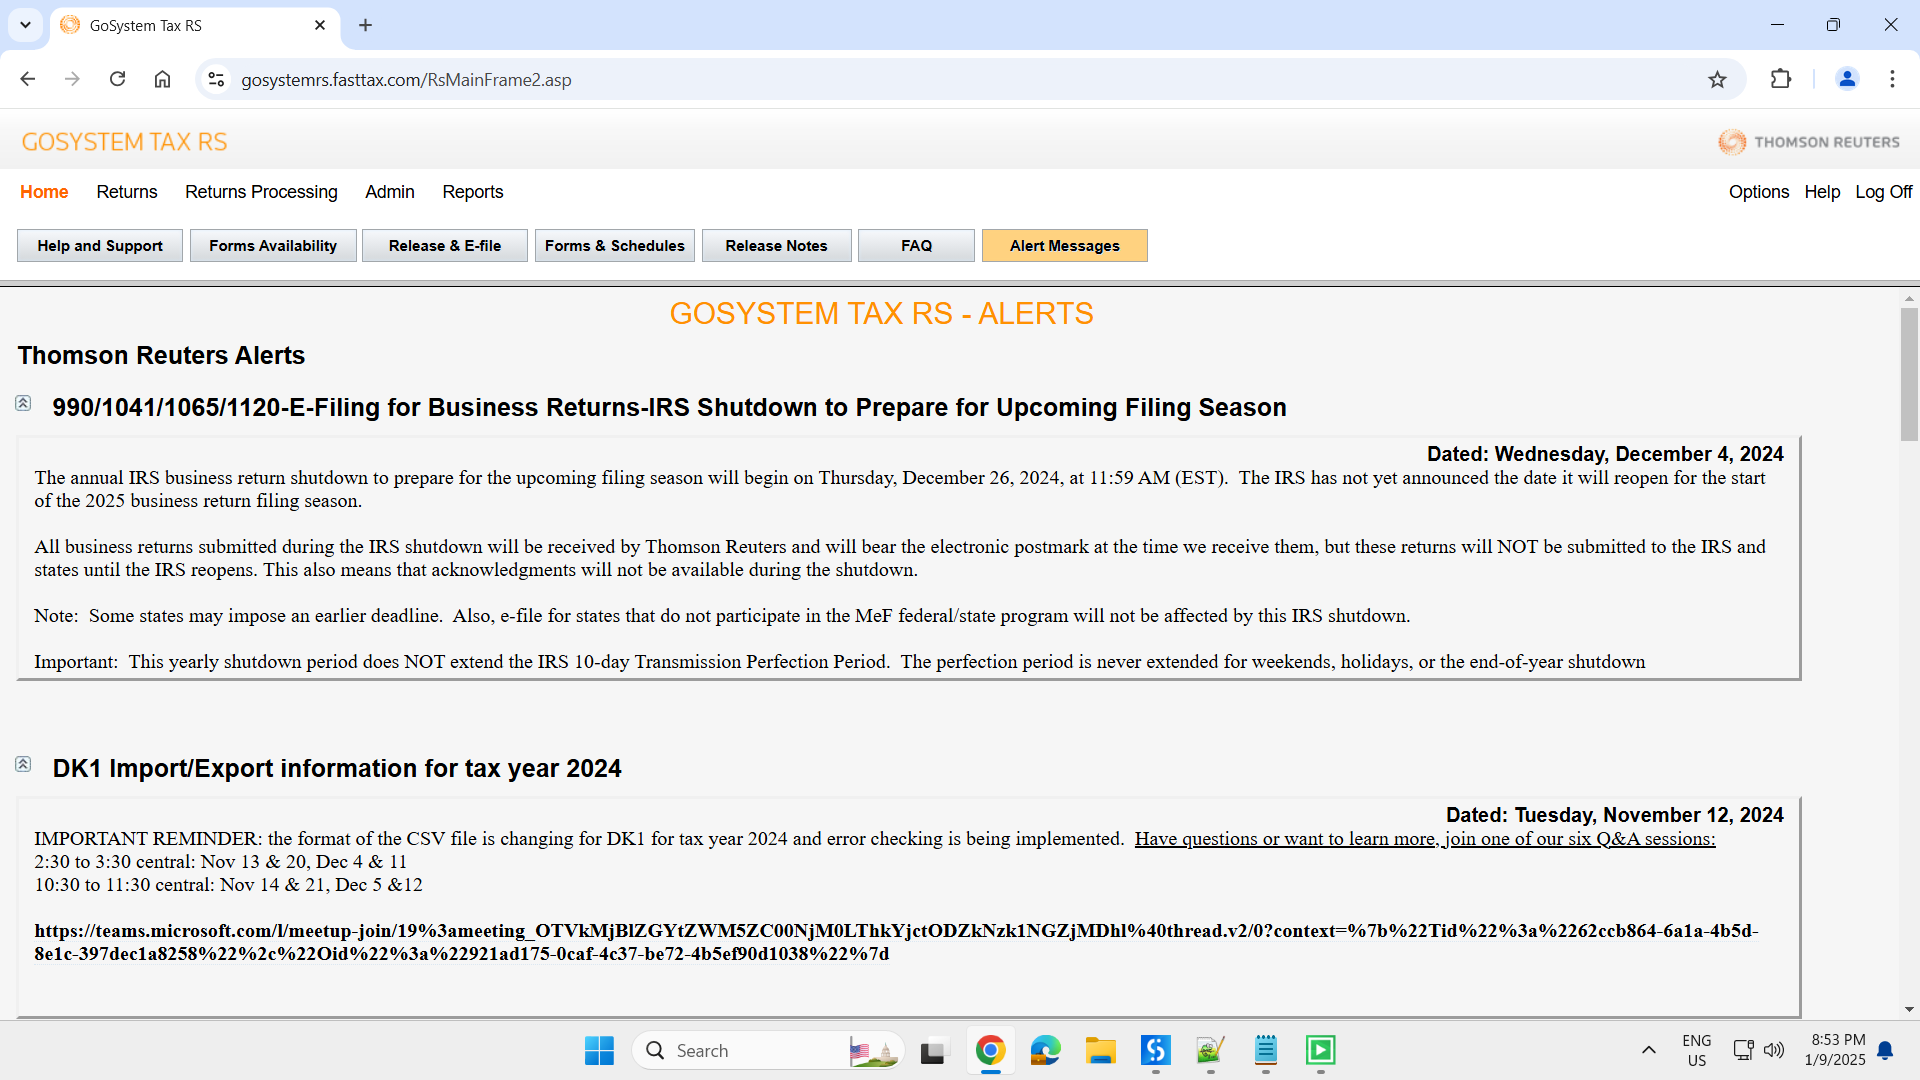 GoSystem Tax RS
gosystemrs.fasttax.com/RsMainFrame2.asp
GOSYSTEM TAX RS
THOMSON REUTERS
Home Returns Returns Processing Admin Reports
Options Help Log Off
Help and Support Forms Availability Release & E-file Forms & Schedules Release Notes FAQ Alert Messages
GOSYSTEM TAX RS - ALERTS
Thomson Reuters Alerts
990/1041/1065/1120-E-Filing for Business Returns-IRS Shutdown to Prepare for Upcoming Filing Season
Dated: Wednesday, December 4, 2024
The annual IRS business return shutdown to prepare for the upcoming filing season will begin on Thursday, December 26, 2024, at 11:59 AM (EST). The IRS has not yet announced the date it will reopen for the start
of the 2025 business return filing season.
All business returns submitted during the IRS shutdown will be received by Thomson Reuters and will bear the electronic postmark at the time we receive them, but these returns will NOT be submitted to the IRS and
states until the IRS reopens. This also means that acknowledgments will not be available during the shutdown.
Note: Some states may impose an earlier deadline. Also, e-file for states that do not participate in the MeF federal/state program will not be affected by this IRS shutdown.
Important: This yearly shutdown period does NOT extend the IRS 10-day Transmission Perfection Period. The perfection period is never extended for weekends, holidays, or the end-of-year shutdown
DK1 Import/Export information for tax year 2024
Dated: Tuesday, November 12, 2024
IMPORTANT REMINDER: the format of the CSV file is changing for DK1 for tax year 2024 and error checking is being implemented. Have questions or want to learn more, join one of our six Q&A sessions:
2:30 to 3:30 central: Nov 13 & 20, Dec 4 & 11
10:30 to 11:30 central: Nov 14 & 21, Dec 5 &12
https://teams.microsoft.com/l/meetup-join/19%3ameeting_OTVkMjBlZGYtZWM5ZC00NjM0LThkYjctODZkNzk1NGZjMDhl%40thread.v2/0?context=%7b%22Tid%22%3a%2262ccb864-6a1a-4b5d-
8e1c-397dec1a8258%22%2c%22Oid%22%3a%22921ad175-0caf-4c37-be72-4b5ef90d1038%22%7d
Search
ENG
US
8:53 PM
1/9/2025